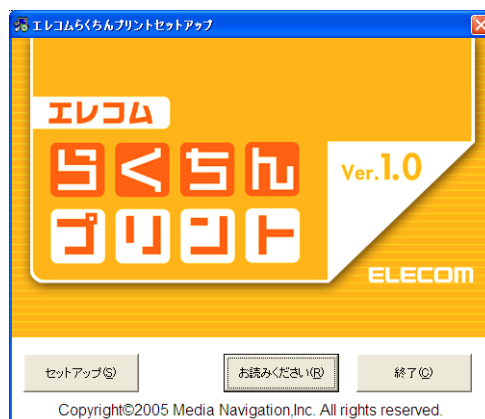 エレコムらくちんプリントセットアップ
エレコム
らくちん
プリント
Ver.1.0
ELECOM
セットアップ(S)
お読みください(R)
終了(C)
Copyright©2005 Media Navigation,Inc. All rights reserved.